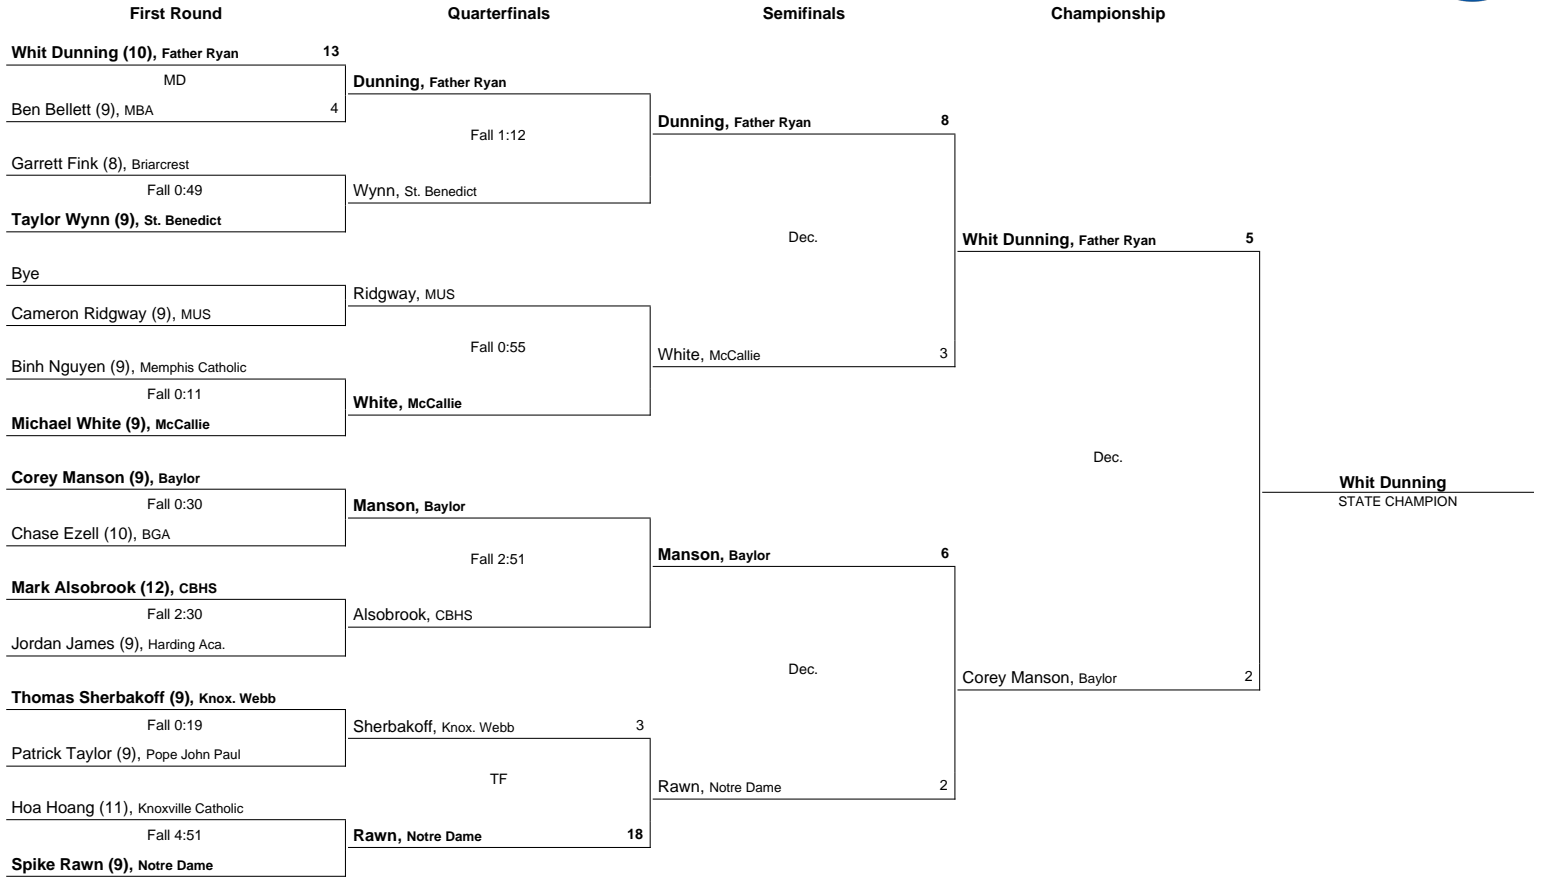 First Round Quarterfinals Semifinals Championship
Whit Dunning (10), Father Ryan 13
MD
Ben Bellett (9), MBA 4
Garrett Fink (8), Briarcrest
Fall 0:49
Taylor Wynn (9), St. Benedict
Bye
Cameron Ridgway (9), MUS
Binh Nguyen (9), Memphis Catholic
Fall 0:11
Michael White (9), McCallie
Corey Manson (9), Baylor
Fall 0:30
Chase Ezell (10), BGA
Mark Alsobrook (12), CBHS
Fall 2:30
Jordan James (9), Harding Aca.
Thomas Sherbakoff (9), Knox. Webb
Fall 0:19
Patrick Taylor (9), Pope John Paul
Hoa Hoang (11), Knoxville Catholic
Fall 4:51
Spike Rawn (9), Notre Dame
Dunning, Father Ryan
Fall 1:12
Wynn, St. Benedict
Ridgway, MUS
Fall 0:55
White, McCallie
Manson, Baylor
Fall 2:51
Alsobrook, CBHS
Sherbakoff, Knox. Webb 3
TF
Rawn, Notre Dame 18
Dunning, Father Ryan 8
Dec.
White, McCallie 3
Manson, Baylor 6
Dec.
Rawn, Notre Dame 2
Whit Dunning, Father Ryan 5
Dec.
Corey Manson, Baylor 2
Whit Dunning
STATE CHAMPION